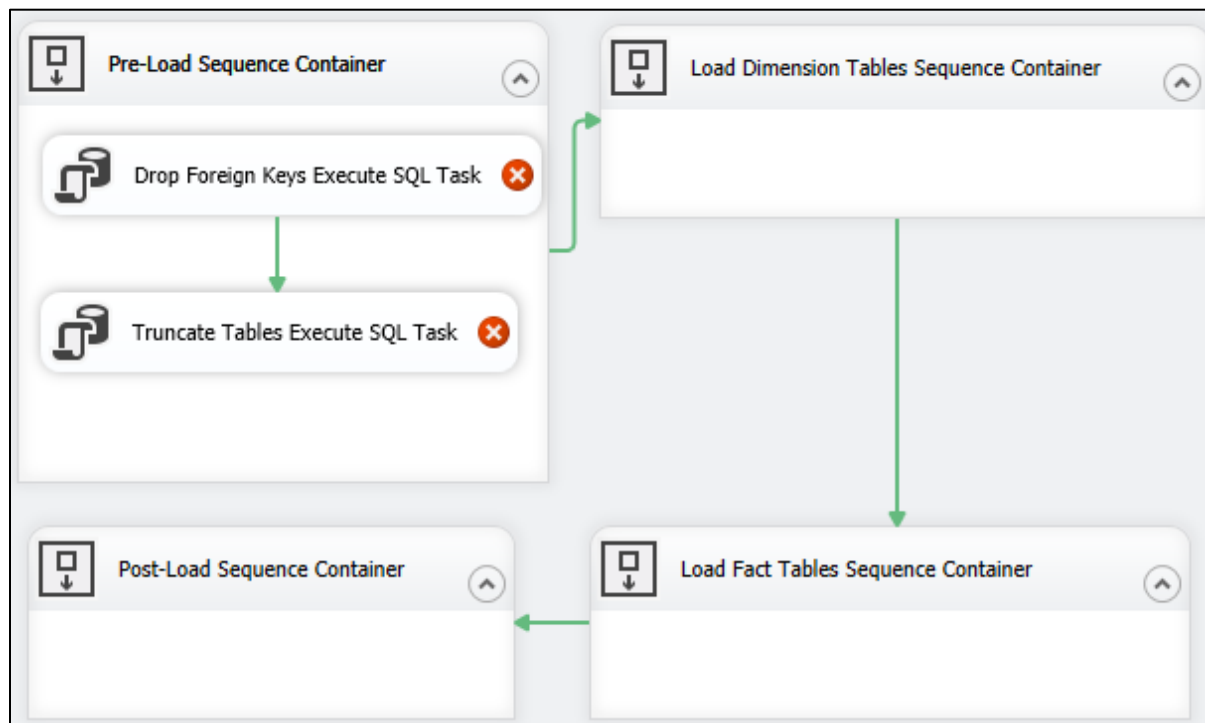 Pre-Load Sequence Container
Drop Foreign Keys Execute SQL Task
Truncate Tables Execute SQL Task
Load Dimension Tables Sequence Container
Load Fact Tables Sequence Container
Post-Load Sequence Container